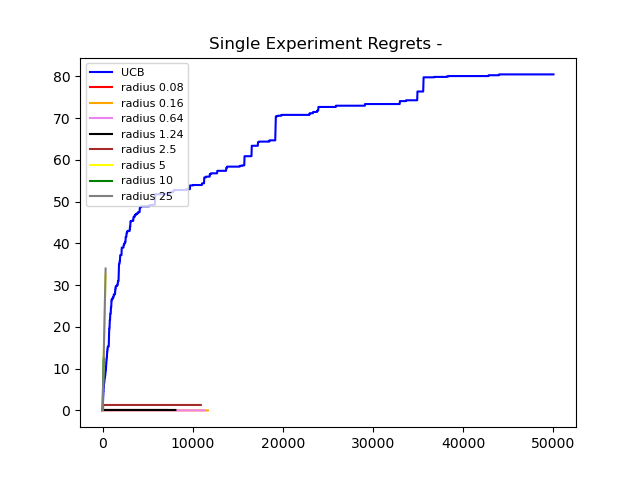 Single Experiment Regrets -
80
70
60
50
40
30
20
10
0
UCB
radius 0.08
radius 0.16
radius 0.64
radius 1.24
radius 2.5
radius 5
radius 10
radius 25
0 10000 20000 30000 40000 50000